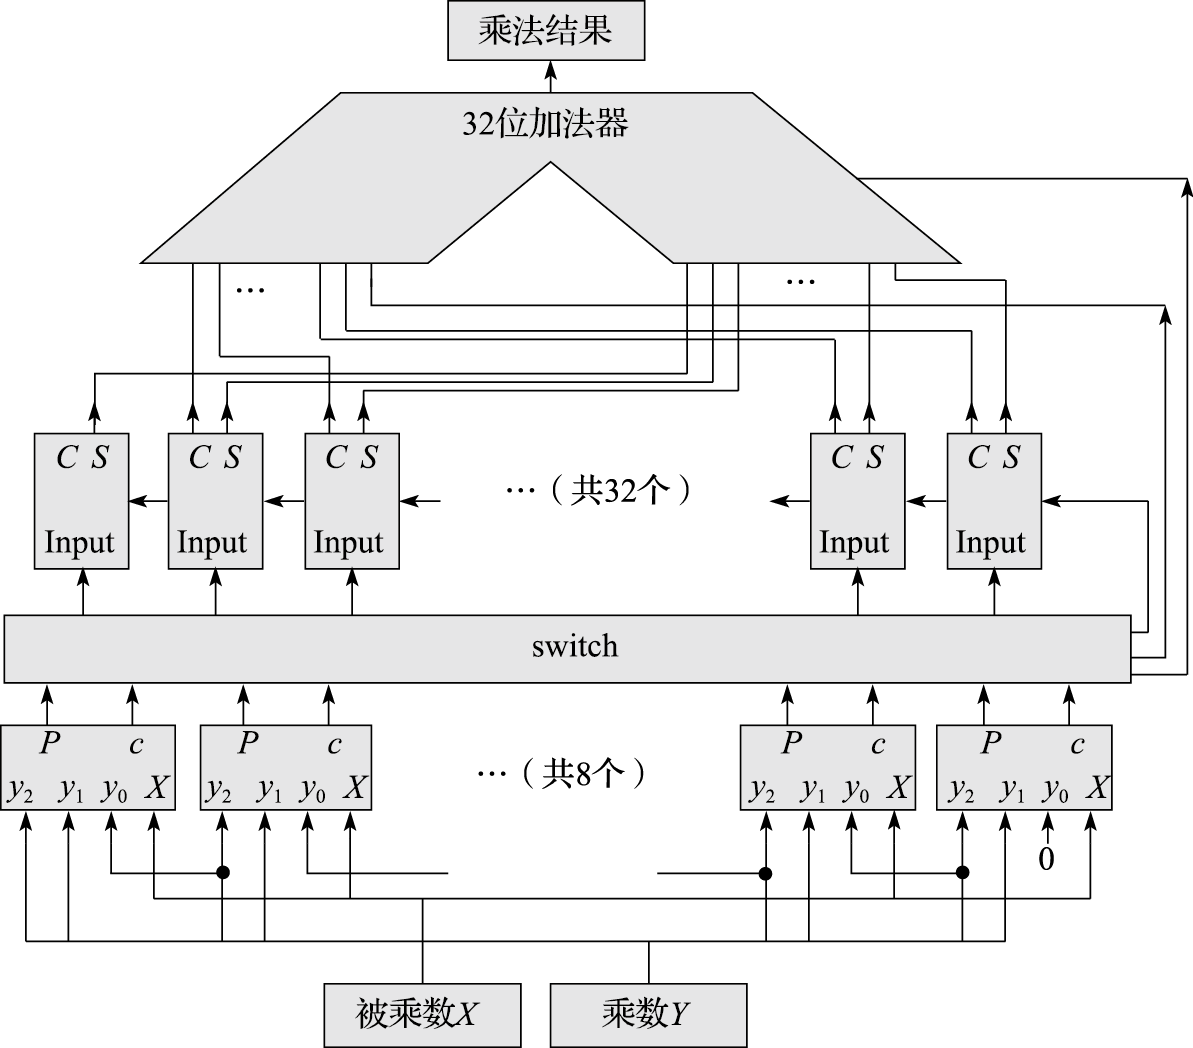 乘法结果
32位加法器
… …
C S C S C S C S C S
…（共32个）
Input Input Input Input Input
switch
P c P c P c P c
…（共8个）
y₂ y₁ y₀ X y₂ y₁ y₀ X y₂ y₁ y₀ X y₂ y₁ y₀ X
0
被乘数X 乘数Y